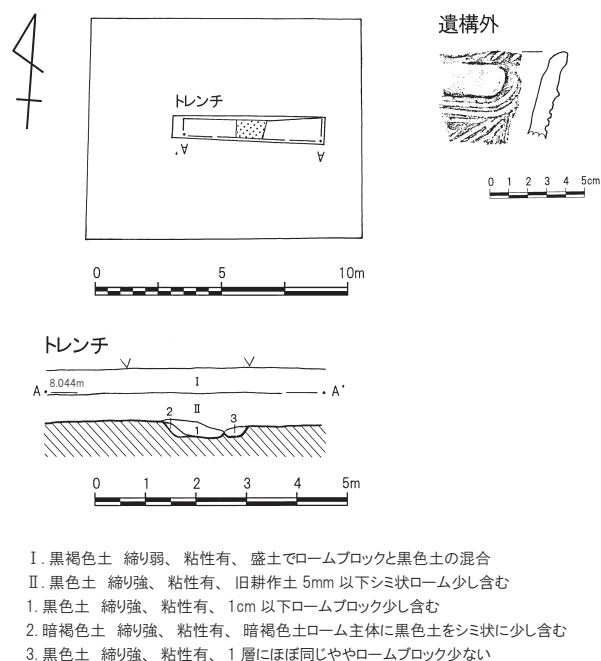 遺構外
トレンチ
A'
A
0 1 2 3 4 5cm
0 5 10m
トレンチ
A 8.044m Ⅰ A'
Ⅱ
2 3
1
0 1 2 3 4 5m
Ⅰ. 黒褐色土 締り弱、 粘性有、 盛土でロームブロックと黒色土の混合
Ⅱ. 黒色土 締り強、 粘性有、 旧耕作土 5mm 以下シミ状ローム少し含む
1. 黒色土 締り強、 粘性有、 1cm 以下ロームブロック少し含む
2. 暗褐色土 締り強、 粘性有、 暗褐色土ローム主体に黒色土をシミ状に少し含む
3. 黒色土 締り強、 粘性有、 1 層にほぼ同じややロームブロック少ない